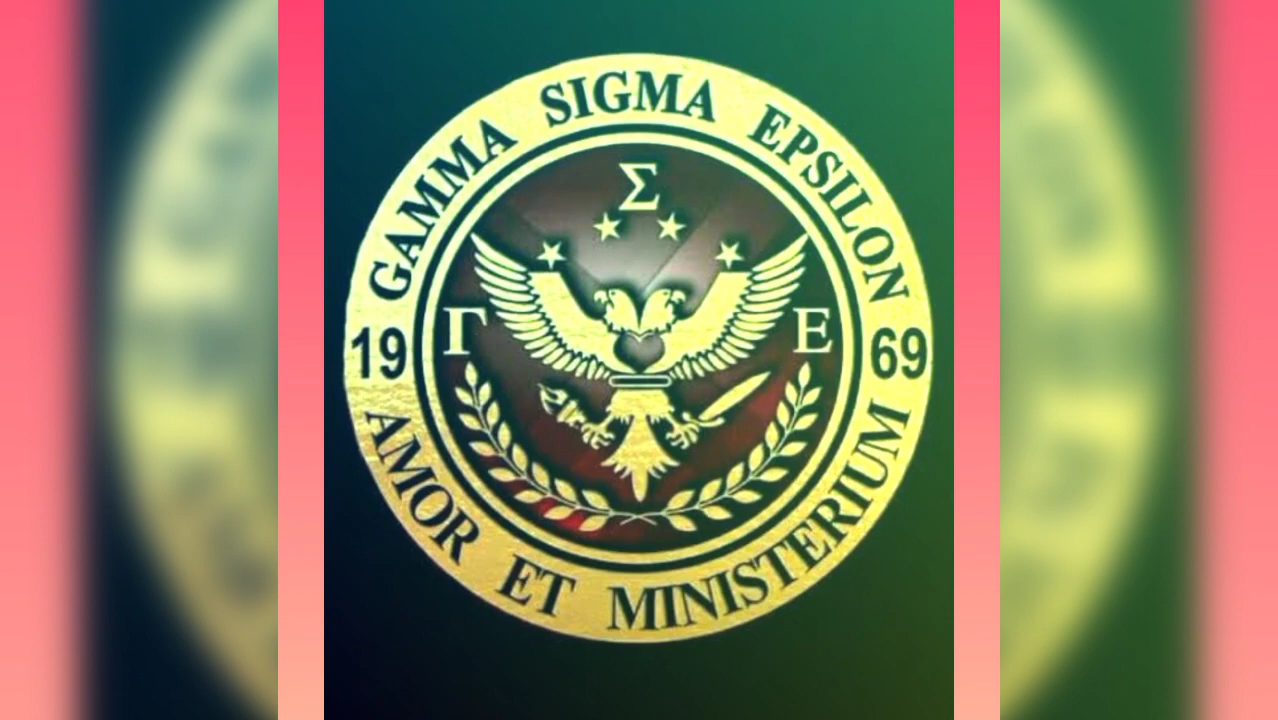 GAMMA SIGMA EPSILON
Σ
Γ Ε
19 69
AMOR ET MINISTERIUM